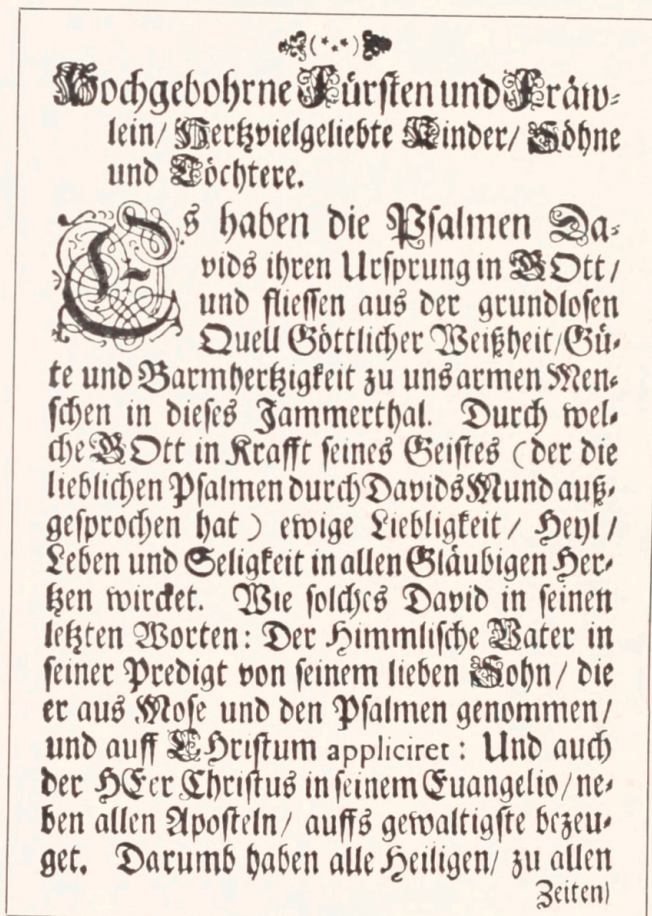 Hochgebohrne Fürsten und Fräw-
lein/ Hertzvielgeliebte Kinder/ Söhne
und Töchtere.
ES haben die Psalmen Da-
vids ihren Ursprung in GOtt/
und fliessen aus der grundlosen
Quell Göttlicher Weißheit/Gü-
te und Barmhertzigkeit zu uns armen Men-
schen in dieses Jammerthal. Durch wel-
che GOtt in Krafft seines Geistes (der die
lieblichen Psalmen durch Davids Mund auß-
gesprochen hat) ewige Liebligkeit/ Heyl/
Leben und Seligkeit in allen Gläubigen Her-
tzen wircket. Wie solches David in seinen
letzten Worten: Der Himmlische Vater in
seiner Predigt von seinem lieben Sohn/ die
er aus Mose und den Psalmen genommen/
und auff CHristum appliciret: Und auch
der HErr Christus in seinem Euangelio/ ne-
ben allen Aposteln/ auffs gewaltigste bezeu-
get. Darumb haben alle Heiligen/ zu allen
Zeiten/